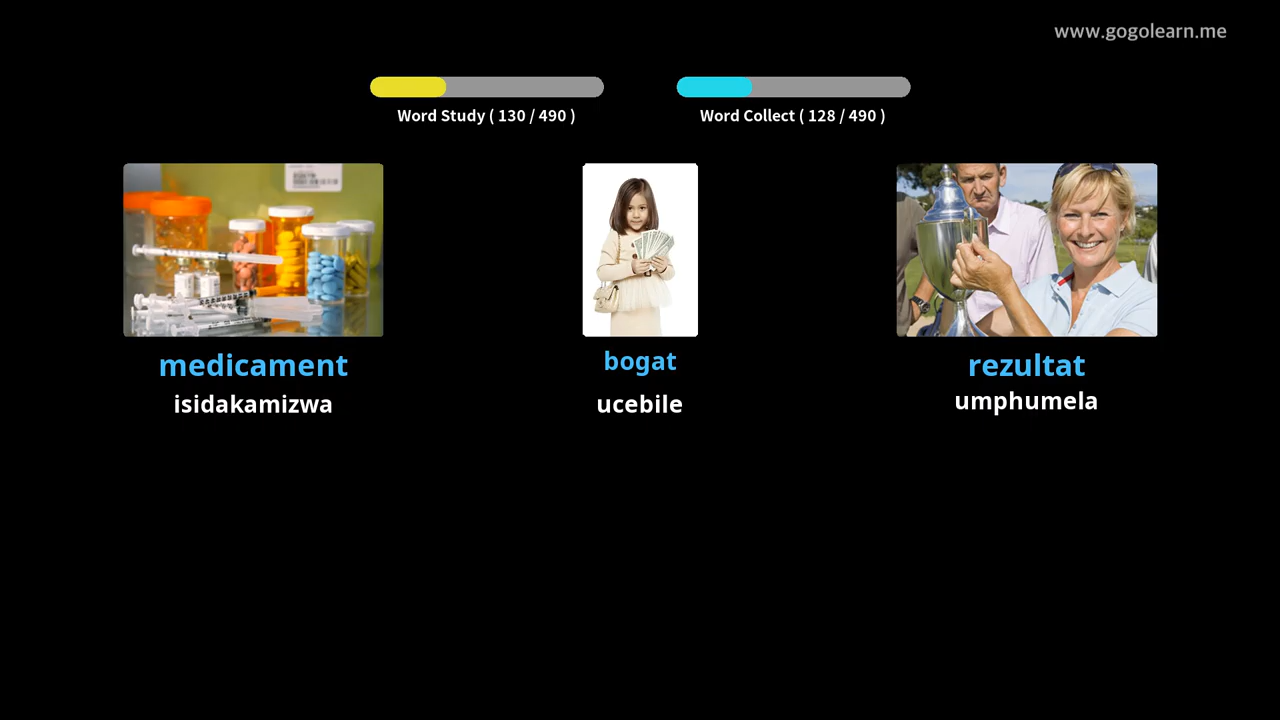 www.gogolearn.me
Word Study ( 130 / 490 )
Word Collect ( 128 / 490 )
medicament
isidakamizwa
bogat
ucebile
rezultat
umphumela